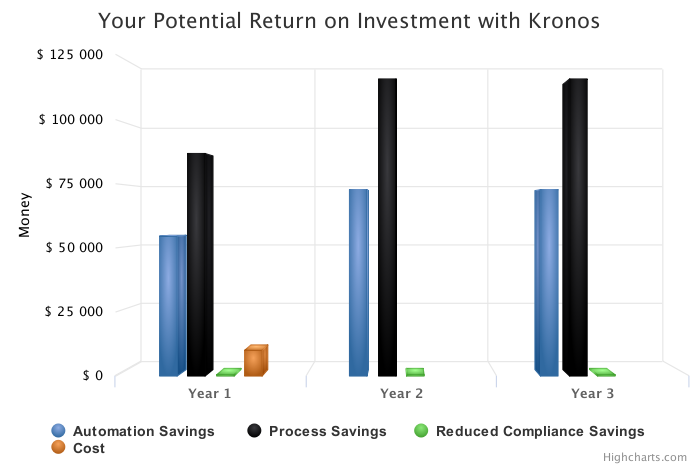 Your Potential Return on Investment with Kronos
$ 125 000
$ 100 000
$ 75 000
$ 50 000
$ 25 000
$ 0
Money
Year 1
Year 2
Year 3
Automation Savings
Process Savings
Reduced Compliance Savings
Cost
Highcharts.com